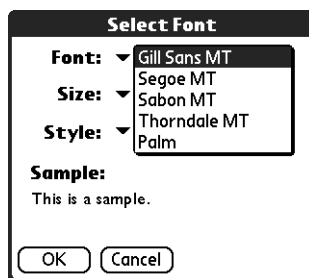 Select Font
Font: Gill Sans MT
Segoe MT
Size: Sabon MT
Thorndale MT
Style: Palm
Sample:
This is a sample.
OK Cancel